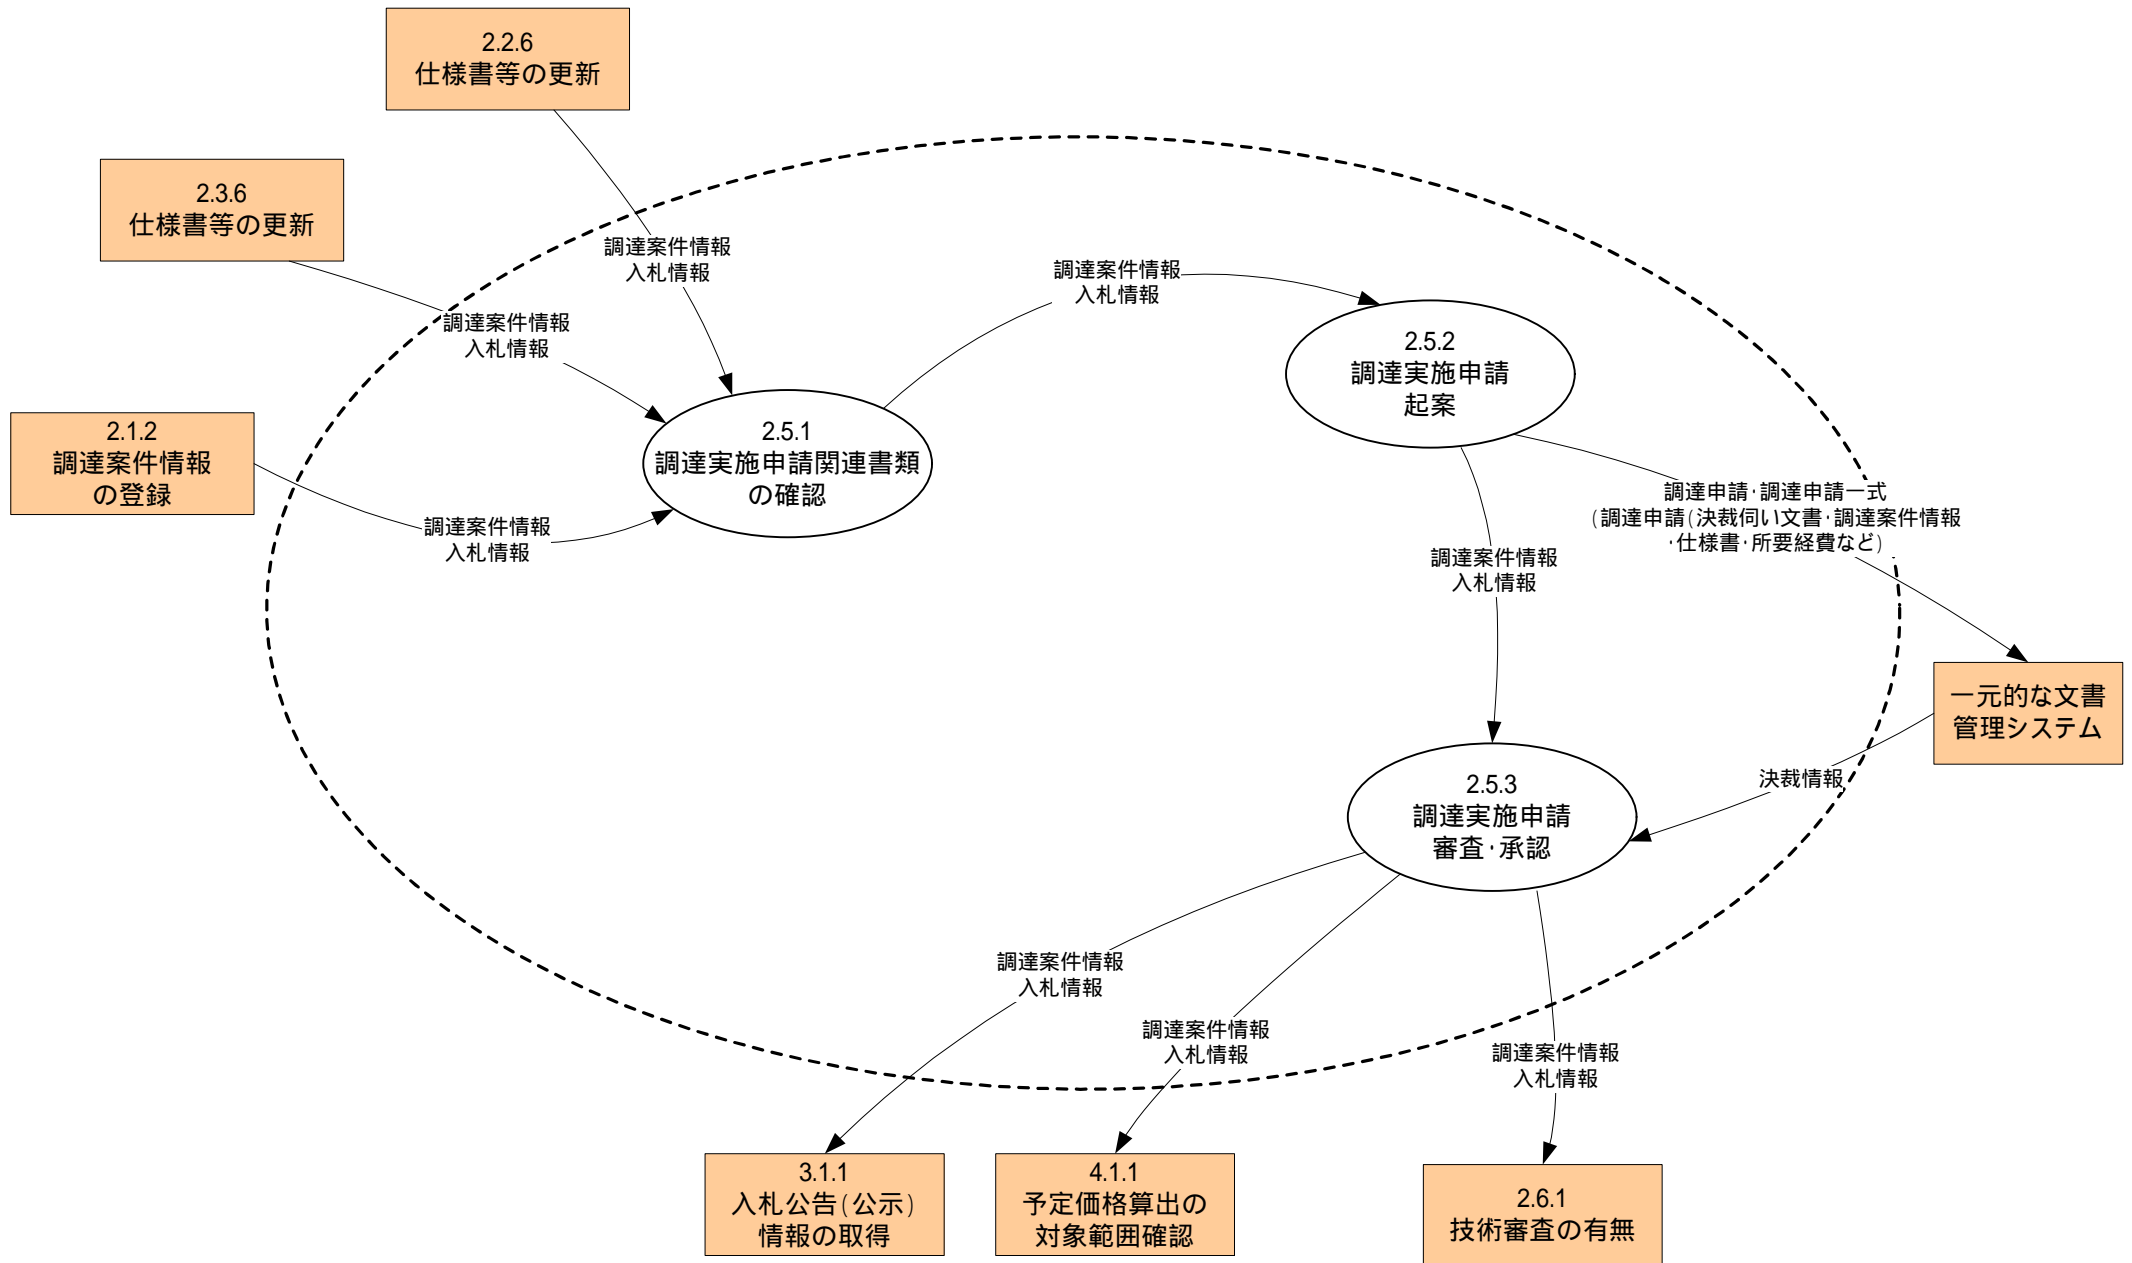 2.2.6
仕様書等の更新
2.3.6
仕様書等の更新
調達案件情報
入札情報
調達案件情報
入札情報
調達案件情報
入札情報
2.5.2
調達実施申請
起案
2.1.2
調達案件情報
の登録
2.5.1
調達実施申請関連書類
の確認
調達案件情報
入札情報
調達申請・調達申請一式
(調達申請(決裁伺い文書・調達案件情報
・仕様書・所要経費など)
調達案件情報
入札情報
一元的な文書
管理システム
決裁情報
2.5.3
調達実施申請
審査・承認
調達案件情報
入札情報
調達案件情報
入札情報
調達案件情報
入札情報
3.1.1
入札公告(公示)
情報の取得
4.1.1
予定価格算出の
対象範囲確認
2.6.1
技術審査の有無